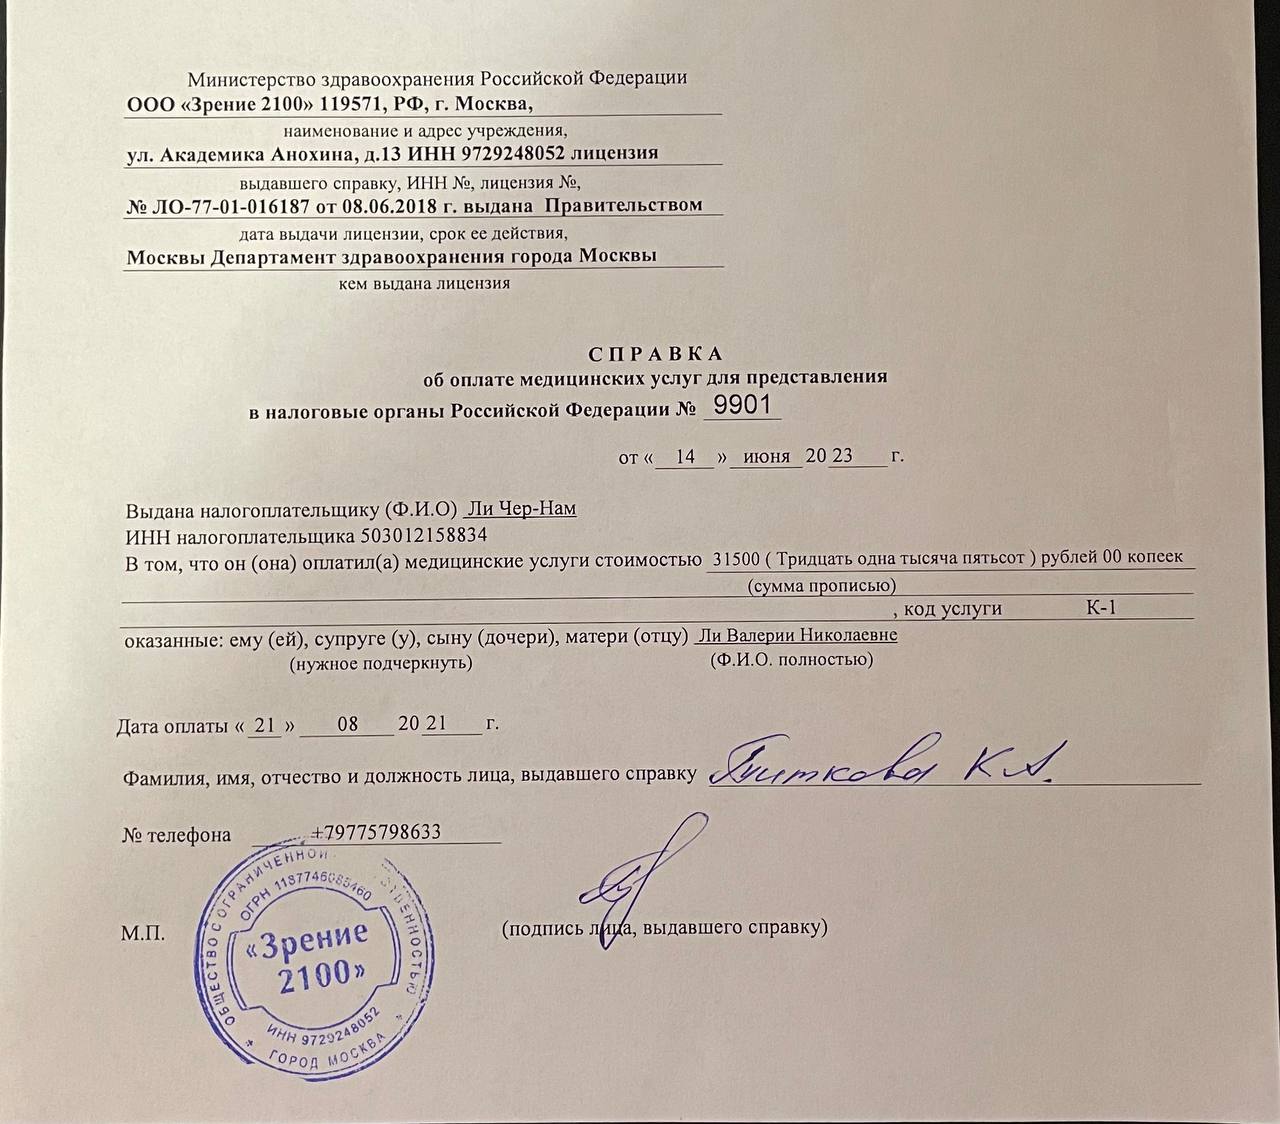 Министерство здравоохранения Российской Федерации
ООО «Зрение 2100» 119571, РФ, г. Москва,
наименование и адрес учреждения,
ул. Академика Анохина, д.13 ИНН 9729248052 лицензия
выдавшего справку, ИНН №, лицензия №,
№ ЛО-77-01-016187 от 08.06.2018 г. выдана Правительством
дата выдачи лицензии, срок ее действия,
Москвы Департамент здравоохранения города Москвы
кем выдана лицензия
СПРАВКА
об оплате медицинских услуг для представления
в налоговые органы Российской Федерации № 9901
от « 14 » июня 20 23 г.
Выдана налогоплательщику (Ф.И.О) Ли Чер-Нам
ИНН налогоплательщика 503012158834
В том, что он (она) оплатил(а) медицинские услуги стоимостью 31500 ( Тридцать одна тысяча пятьсот ) рублей 00 копеек
(сумма прописью)
, код услуги К-1
оказанные: ему (ей), супруге (у), сыну (дочери), матери (отцу) Ли Валерии Николаевне
(нужное подчеркнуть) (Ф.И.О. полностью)
Дата оплаты « 21 » 08 20 21 г.
Фамилия, имя, отчество и должность лица, выдавшего справку К А.
№ телефона +79775798633
М.П. (подпись лица, выдавшего справку)
ОБЩЕСТВО С ОГРАНИЧЕННОЙ
ОГРН 1187746085460
«Зрение
2100»
ИНН 9729248052
* ГОРОД МОСКВА *